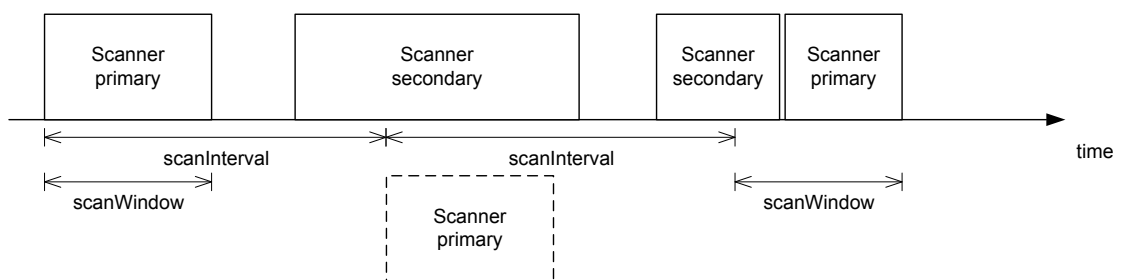 Scanner
primary
Scanner
secondary
Scanner
secondary
Scanner
primary
scanInterval
scanInterval
time
scanWindow
scanWindow
Scanner
primary